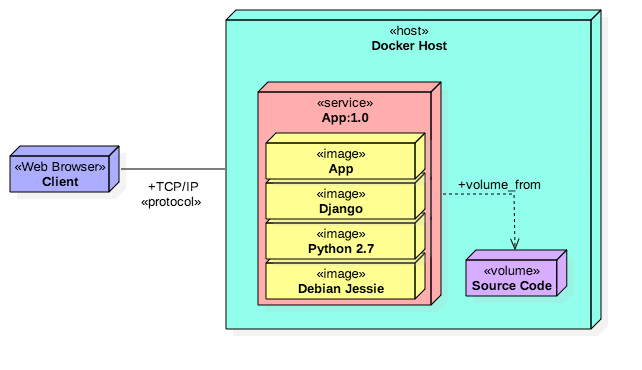 «host»
Docker Host
«service»
App:1.0
«image»
App
«Web Browser»
Client
+TCP/IP
«protocol»
«image»
Django
+volume_from
«image»
Python 2.7
«image»
Debian Jessie
«volume»
Source Code